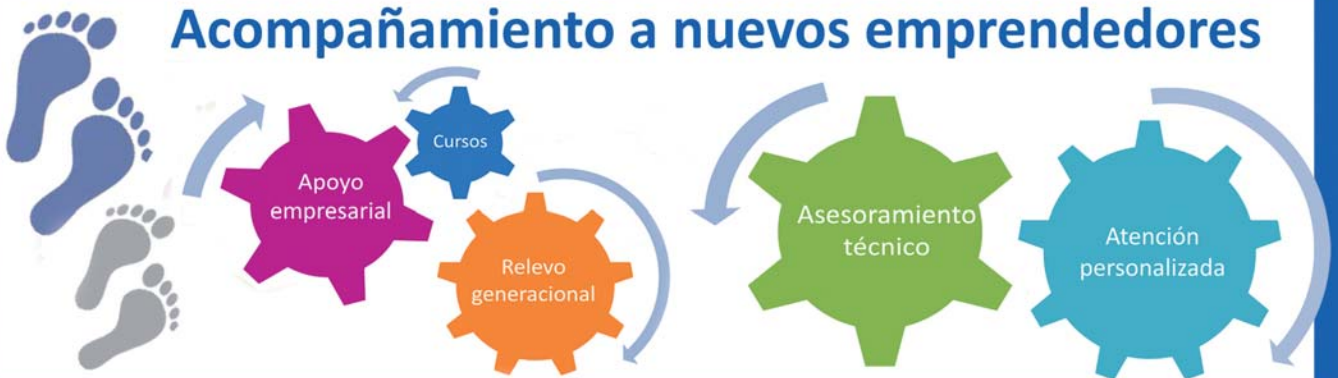 Acompañamiento a nuevos emprendedores
Cursos
Apoyo
empresarial
Relevo
generacional
Asesoramiento
técnico
Atención
personalizada